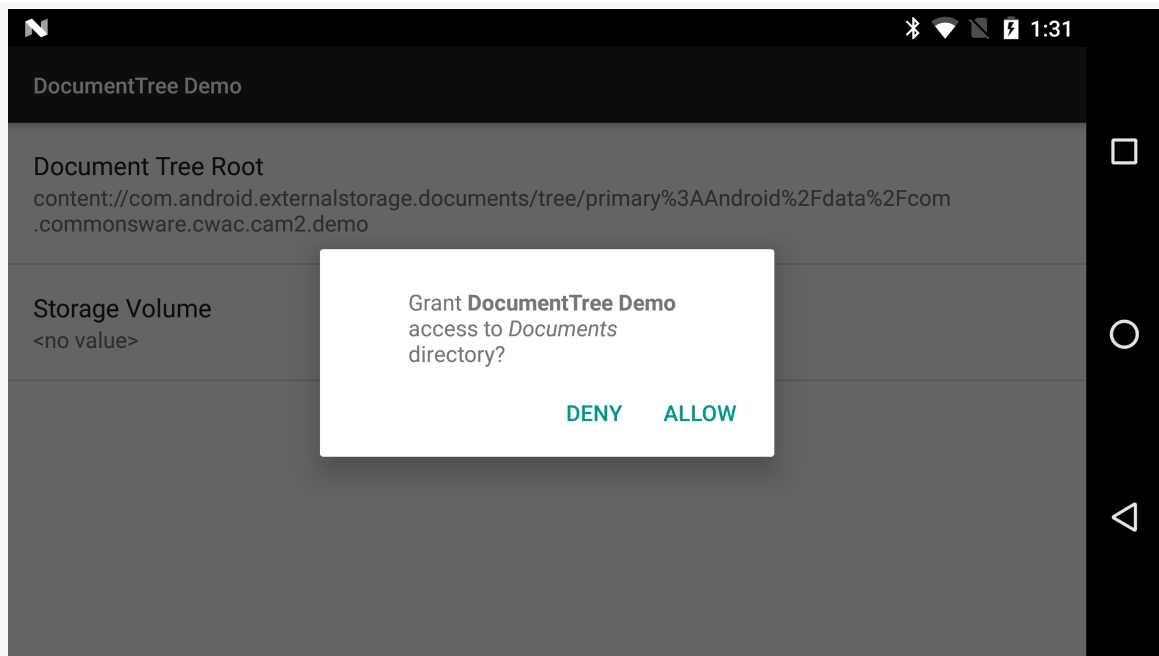 1:31
DocumentTree Demo
Document Tree Root
content://com.android.externalstorage.documents/tree/primary%3AAndroid%2Fdata%2Fcom
.commonsware.cwac.cam2.demo
Storage Volume
<no value>
Grant DocumentTree Demo
access to Documents
directory?
DENY ALLOW